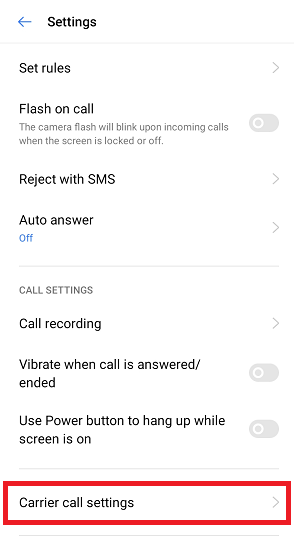 Settings
Set rules
Flash on call
The camera flash will blink upon incoming calls
when the screen is locked or off.
Reject with SMS
Auto answer
Off
CALL SETTINGS
Call recording
Vibrate when call is answered/
ended
Use Power button to hang up while
screen is on
Carrier call settings